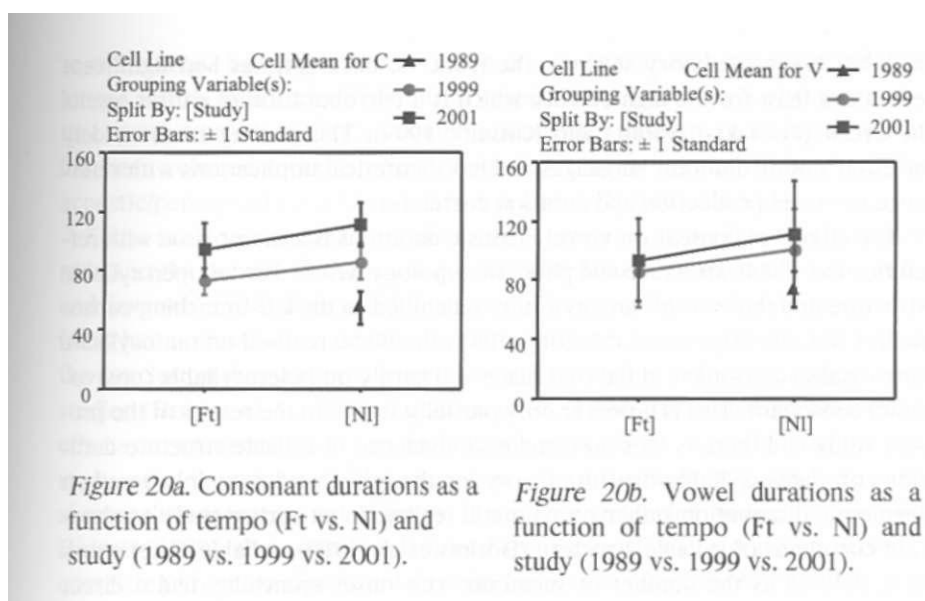 Cell Line Cell Mean for C 1989
Grouping Variable(s): 1999
Split By: [Study] 2001
Error Bars: ± 1 Standard
160
120
80
40
0
[Ft] [Nl]
Figure 20a. Consonant durations as a
function of tempo (Ft vs. Nl) and
study (1989 vs. 1999 vs. 2001).
Cell Line Cell Mean for V 1989
Grouping Variable(s): 1999
Split By: [Study] 2001
Error Bars: ± 1 Standard
160
120
80
40
0
[Ft] [Nl]
Figure 20b. Vowel durations as a
function of tempo (Ft vs. Nl) and
study (1989 vs. 1999 vs. 2001).